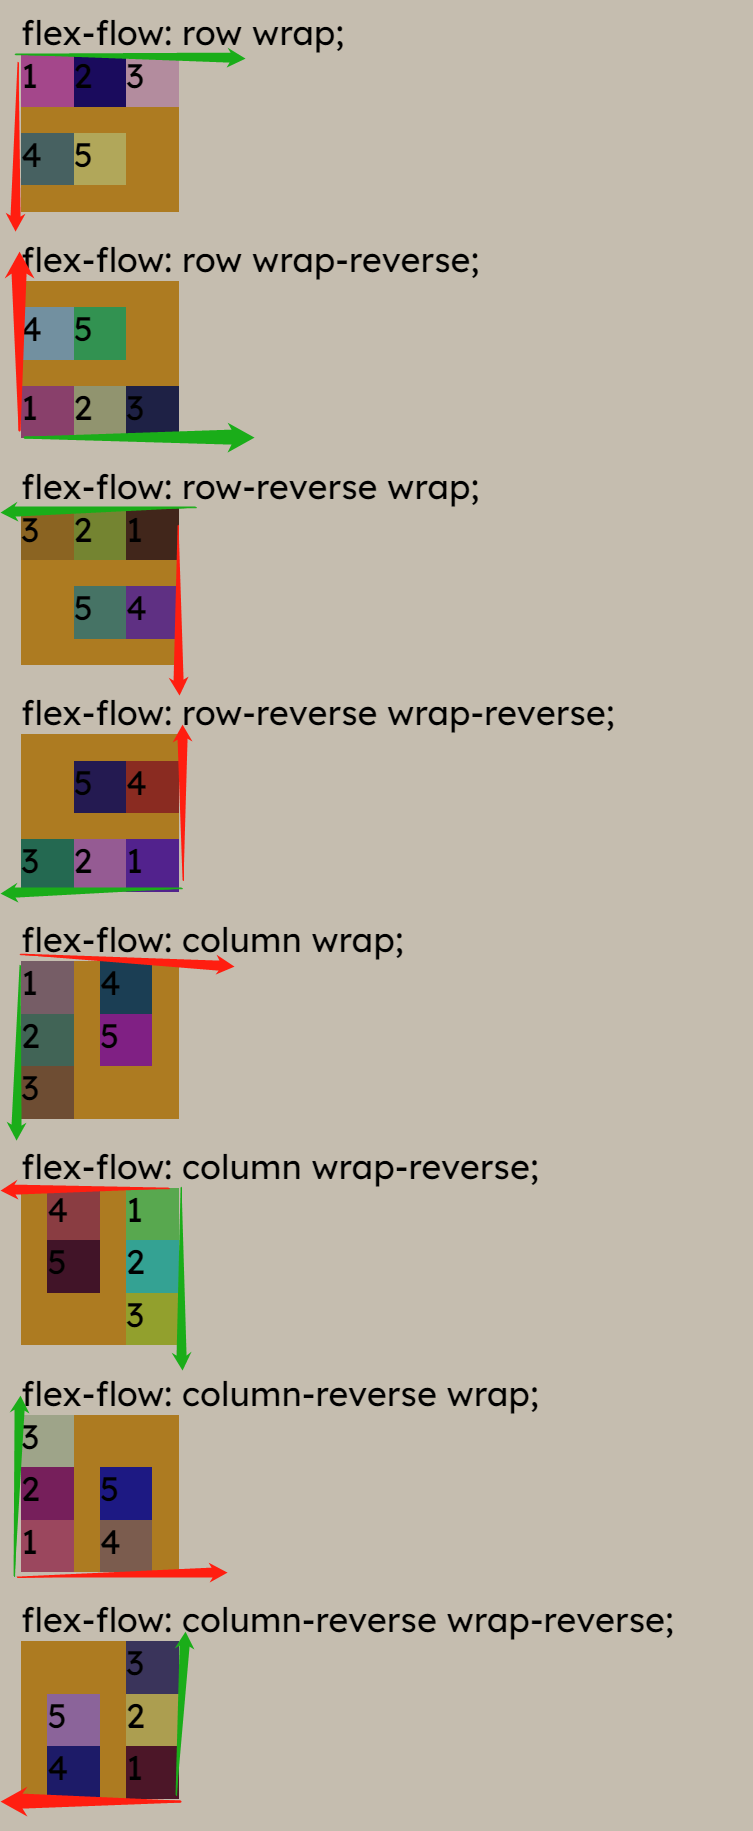 flex-flow: row wrap;
1 2 3
4 5
flex-flow: row wrap-reverse;
4 5
1 2 3
flex-flow: row-reverse wrap;
3 2 1
5 4
flex-flow: row-reverse wrap-reverse;
5 4
3 2 1
flex-flow: column wrap;
1 4
2 5
3
flex-flow: column wrap-reverse;
4 1
5 2
3
flex-flow: column-reverse wrap;
3
2 5
1 4
flex-flow: column-reverse wrap-reverse;
3
5 2
4 1